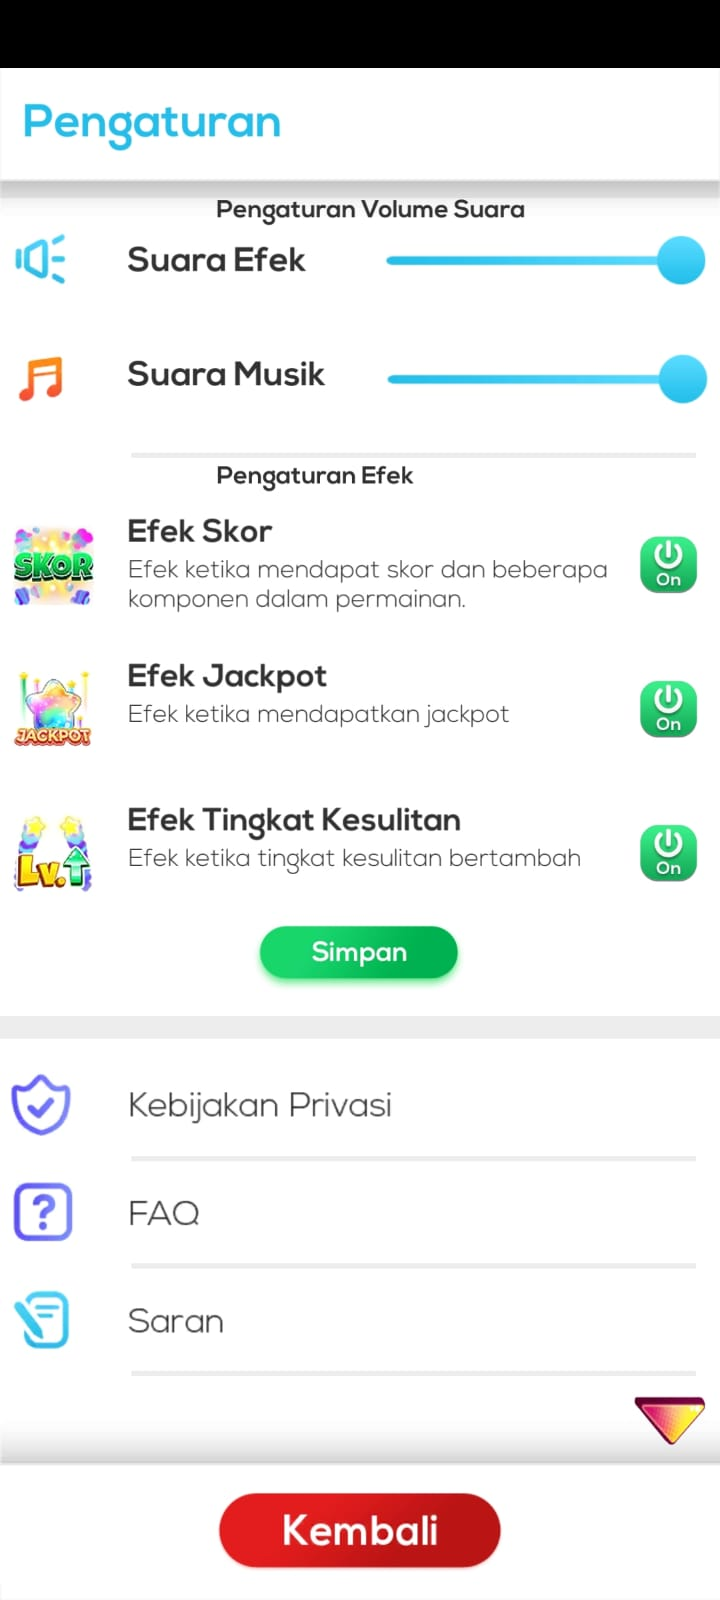 Pengaturan
Pengaturan Volume Suara
Suara Efek
Suara Musik
Pengaturan Efek
SKOR
Efek Skor
Efek ketika mendapat skor dan beberapa
komponen dalam permainan.
On
JACKPOT
Efek Jackpot
Efek ketika mendapatkan jackpot
On
Lv.
Efek Tingkat Kesulitan
Efek ketika tingkat kesulitan bertambah
On
Simpan
Kebijakan Privasi
?
FAQ
Saran
Kembali